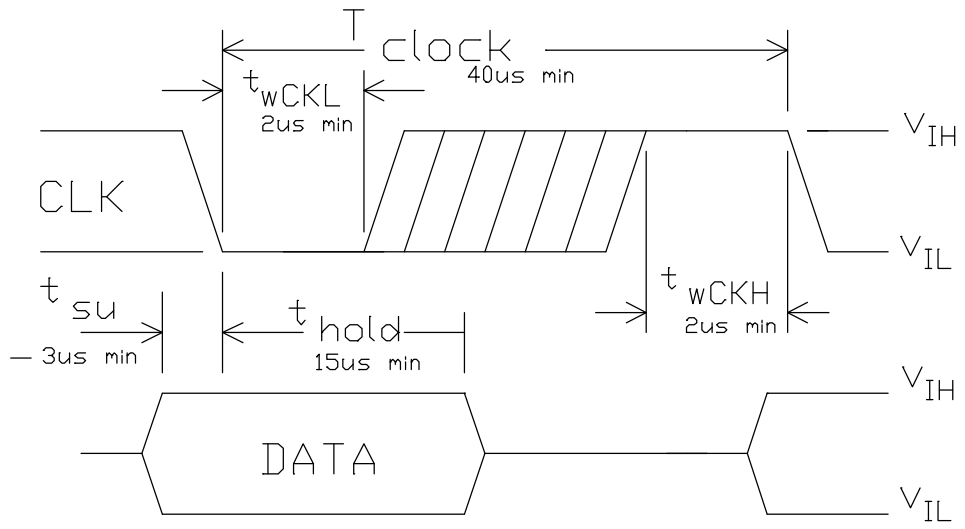 T clock
40us min
t wCKL
2us min
V IH
CLK
V IL
t su
— 3us min
t hold
15us min
t wCKH
2us min
V IH
DATA
V IL